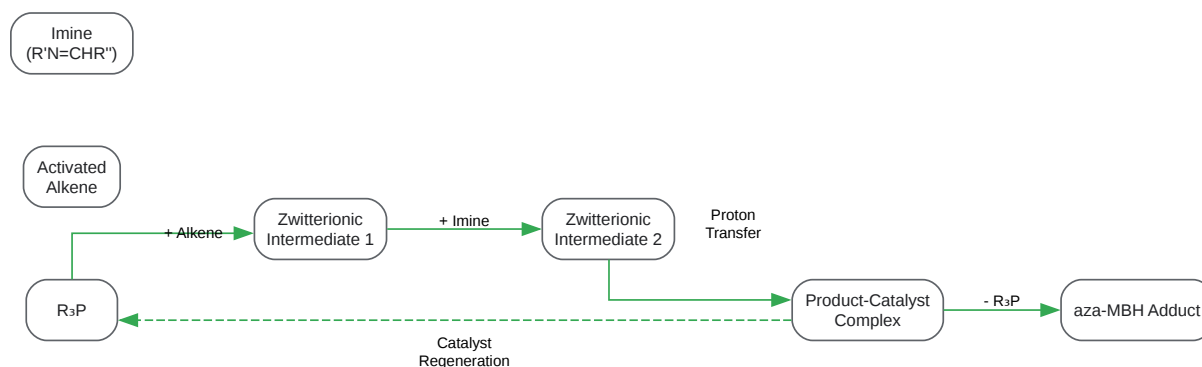 Imine
(R'N=CHR")
Activated
Alkene
+ Alkene
Zwitterionic
Intermediate 1
+ Imine
Zwitterionic
Intermediate 2
Proton
Transfer
R₃P
Product-Catalyst
Complex
- R₃P
aza-MBH Adduct
Catalyst
Regeneration